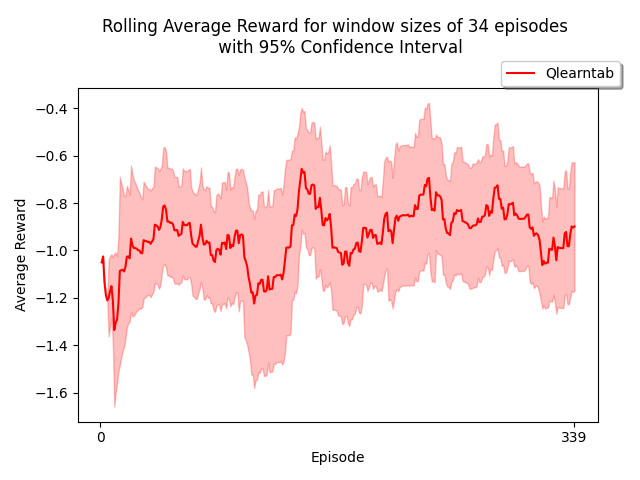 Rolling Average Reward for window sizes of 34 episodes
with 95% Confidence Interval
Qlearntab
Average Reward
−0.4
−0.6
−0.8
−1.0
−1.2
−1.4
−1.6
0
339
Episode